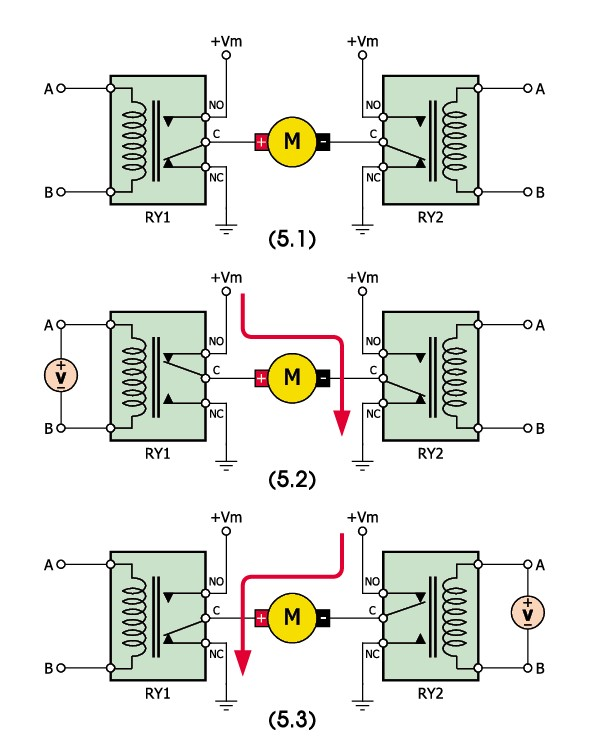 +Vm +Vm
A A
NO NO
C + M - C
NC NC
B B
RY1 RY2
(5.1)
+Vm +Vm
A A
NO NO
+ V − C + M - C
NC NC
B B
RY1 RY2
(5.2)
+Vm +Vm
A A
NO NO
C + M - C + V −
NC NC
B B
RY1 RY2
(5.3)